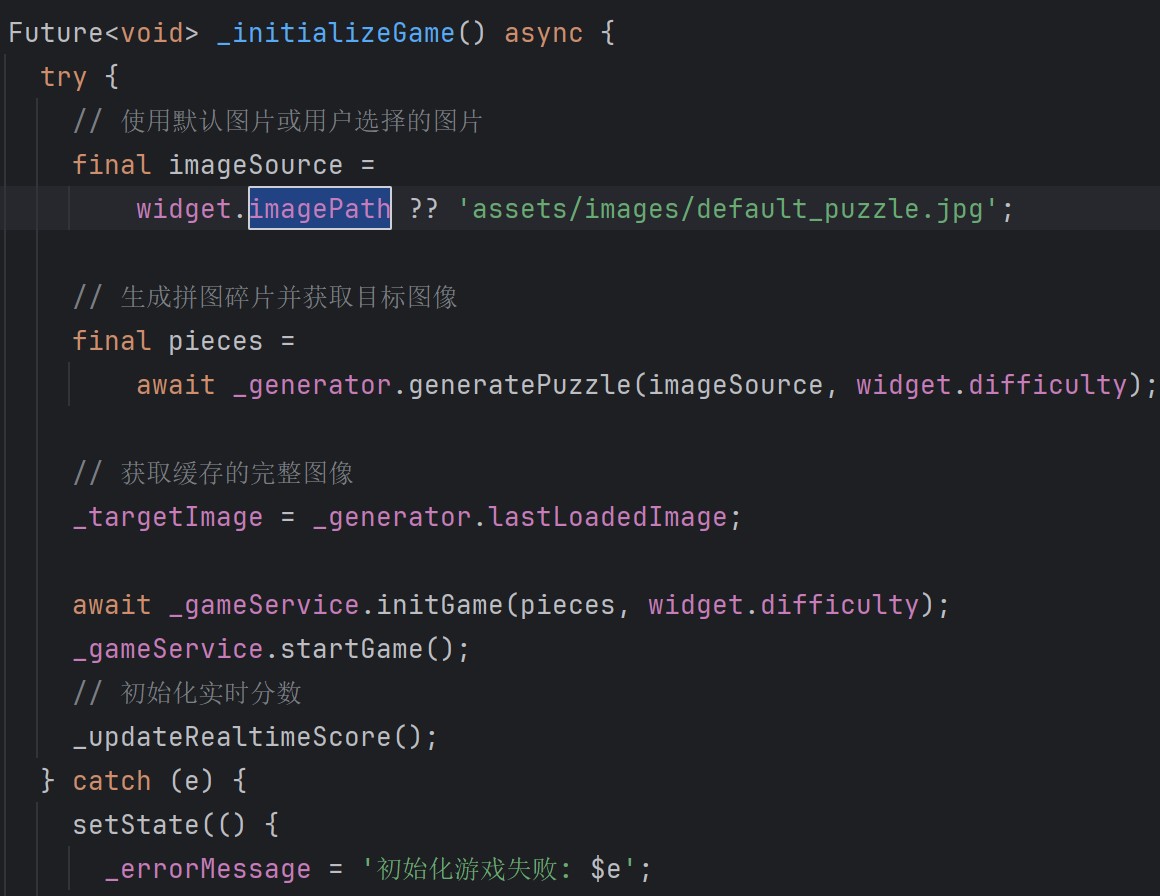 Future<void> _initializeGame() async {
try {
// 使用默认图片或用户选择的图片
final imageSource =
widget.imagePath ?? 'assets/images/default_puzzle.jpg';
// 生成拼图碎片并获取目标图像
final pieces =
await _generator.generatePuzzle(imageSource, widget.difficulty);
// 获取缓存的完整图像
_targetImage = _generator.lastLoadedImage;
await _gameService.initGame(pieces, widget.difficulty);
_gameService.startGame();
// 初始化实时分数
_updateRealtimeScore();
} catch (e) {
setState(() {
_errorMessage = '初始化游戏失败: $e';